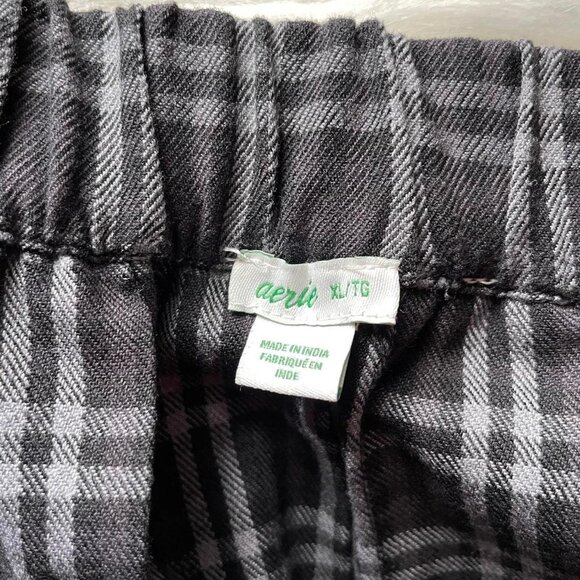 aerie XL/TG
MADE IN INDIA
FABRIQUÉ EN
INDE